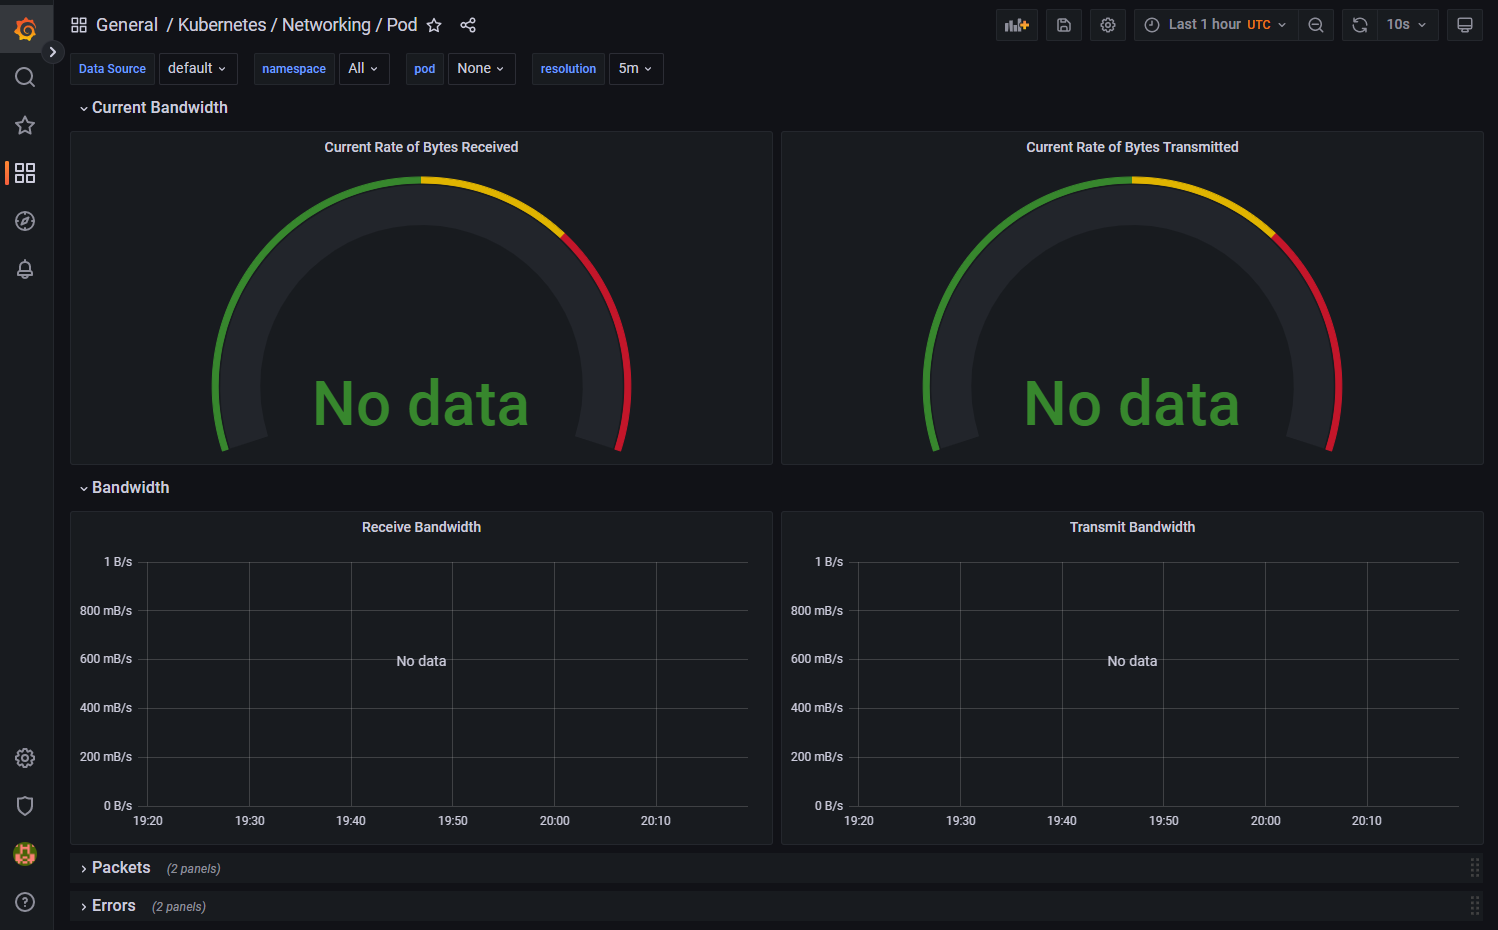 General / Kubernetes / Networking / Pod
Last 1 hour UTC
10s
Data Source default namespace All pod None resolution 5m
Current Bandwidth
Current Rate of Bytes Received
No data
Current Rate of Bytes Transmitted
No data
Bandwidth
Receive Bandwidth
1 B/s
800 mB/s
600 mB/s
400 mB/s
200 mB/s
0 B/s
No data
19:20 19:30 19:40 19:50 20:00 20:10
Transmit Bandwidth
1 B/s
800 mB/s
600 mB/s
400 mB/s
200 mB/s
0 B/s
No data
19:20 19:30 19:40 19:50 20:00 20:10
Packets (2 panels)
Errors (2 panels)